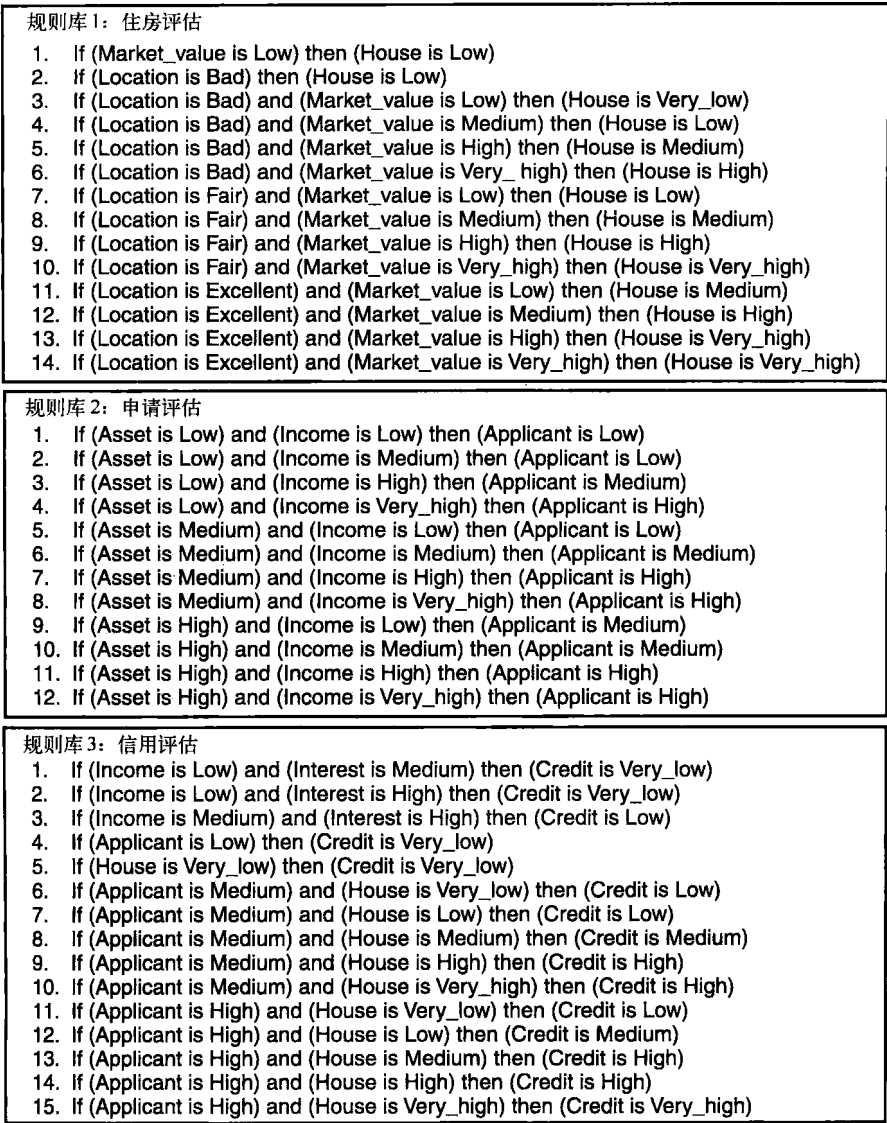 规则库1：住房评估
1. If (Market_value is Low) then (House is Low)
2. If (Location is Bad) then (House is Low)
3. If (Location is Bad) and (Market_value is Low) then (House is Very_low)
4. If (Location is Bad) and (Market_value is Medium) then (House is Low)
5. If (Location is Bad) and (Market_value is High) then (House is Medium)
6. If (Location is Bad) and (Market_value is Very_ high) then (House is High)
7. If (Location is Fair) and (Market_value is Low) then (House is Low)
8. If (Location is Fair) and (Market_value is Medium) then (House is Medium)
9. If (Location is Fair) and (Market_value is High) then (House is High)
10. If (Location is Fair) and (Market_value is Very_high) then (House is Very_high)
11. If (Location is Excellent) and (Market_value is Low) then (House is Medium)
12. If (Location is Excellent) and (Market_value is Medium) then (House is High)
13. If (Location is Excellent) and (Market_value is High) then (House is Very_high)
14. If (Location is Excellent) and (Market_value is Very_high) then (House is Very_high)
规则库2：申请评估
1. If (Asset is Low) and (Income is Low) then (Applicant is Low)
2. If (Asset is Low) and (Income is Medium) then (Applicant is Low)
3. If (Asset is Low) and (Income is High) then (Applicant is Medium)
4. If (Asset is Low) and (Income is Very_high) then (Applicant is High)
5. If (Asset is Medium) and (Income is Low) then (Applicant is Low)
6. If (Asset is Medium) and (Income is Medium) then (Applicant is Medium)
7. If (Asset is Medium) and (Income is High) then (Applicant is High)
8. If (Asset is Medium) and (Income is Very_high) then (Applicant is High)
9. If (Asset is High) and (Income is Low) then (Applicant is Medium)
10. If (Asset is High) and (Income is Medium) then (Applicant is Medium)
11. If (Asset is High) and (Income is High) then (Applicant is High)
12. If (Asset is High) and (Income is Very_high) then (Applicant is High)
规则库3：信用评估
1. If (Income is Low) and (Interest is Medium) then (Credit is Very_low)
2. If (Income is Low) and (Interest is High) then (Credit is Very_low)
3. If (Income is Medium) and (Interest is High) then (Credit is Low)
4. If (Applicant is Low) then (Credit is Very_low)
5. If (House is Very_low) then (Credit is Very_low)
6. If (Applicant is Medium) and (House is Very_low) then (Credit is Low)
7. If (Applicant is Medium) and (House is Low) then (Credit is Low)
8. If (Applicant is Medium) and (House is Medium) then (Credit is Medium)
9. If (Applicant is Medium) and (House is High) then (Credit is High)
10. If (Applicant is Medium) and (House is Very_high) then (Credit is High)
11. If (Applicant is High) and (House is Very_low) then (Credit is Low)
12. If (Applicant is High) and (House is Low) then (Credit is Medium)
13. If (Applicant is High) and (House is Medium) then (Credit is High)
14. If (Applicant is High) and (House is High) then (Credit is High)
15. If (Applicant is High) and (House is Very_high) then (Credit is Very_high)